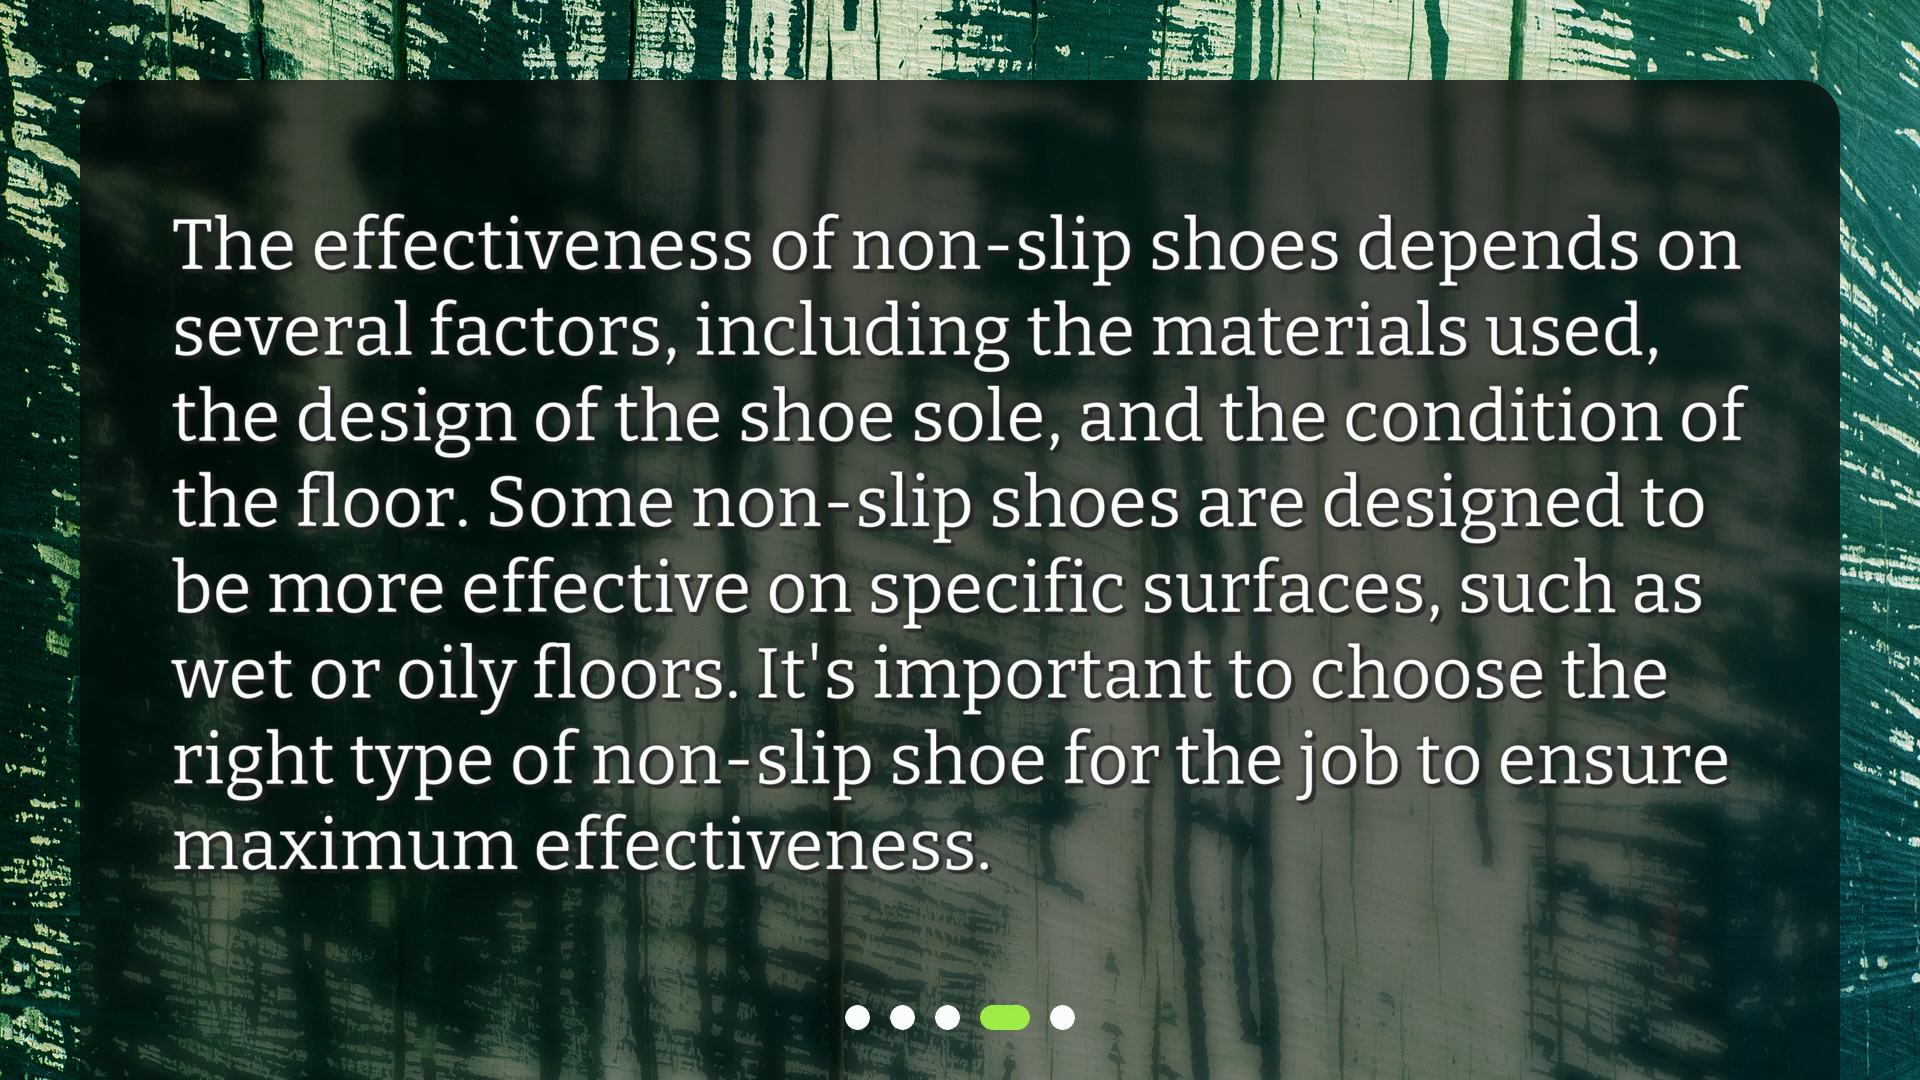 The effectiveness of non-slip shoes depends on
several factors, including the materials used,
the design of the shoe sole, and the condition of
the floor. Some non-slip shoes are designed to
be more effective on specific surfaces, such as
wet or oily floors. It's important to choose the
right type of non-slip shoe for the job to ensure
maximum effectiveness.